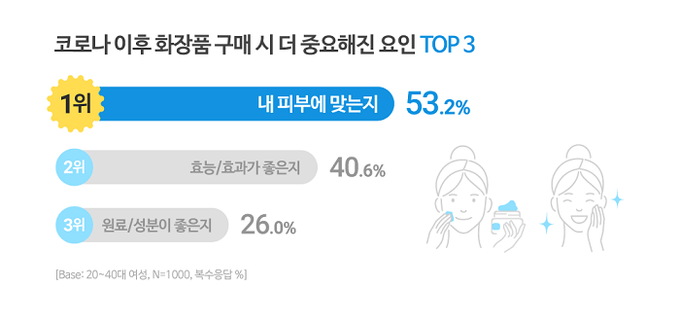 코로나 이후 화장품 구매 시 더 중요해진 요인 TOP 3
1위 내 피부에 맞는지 53.2%
2위 효능/효과가 좋은지 40.6%
3위 원료/성분이 좋은지 26.0%
[Base: 20~40대 여성, N=1000, 복수응답 %]